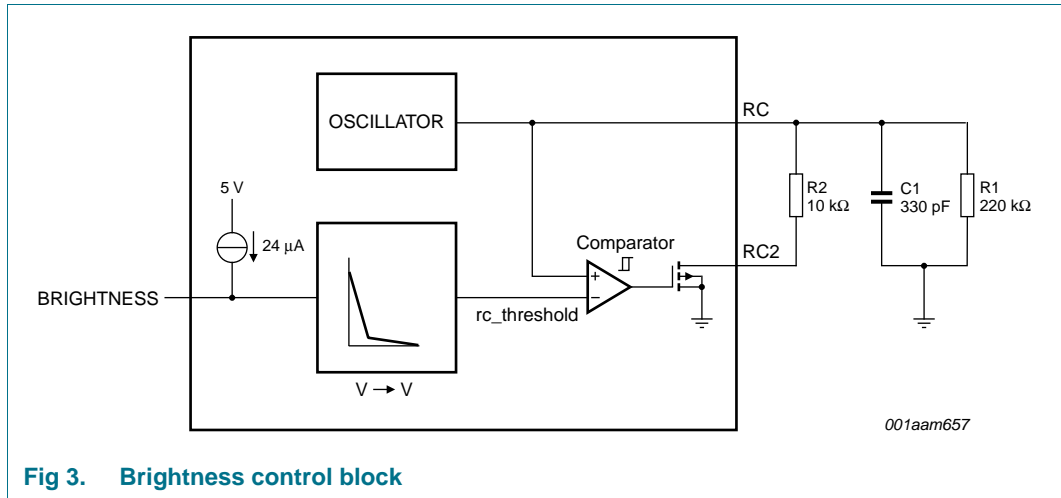 OSCILLATOR
RC
5 V
24 μA
R2
10 kΩ
C1
330 pF
R1
220 kΩ
Comparator
RC2
BRIGHTNESS
+
−
rc_threshold
V → V
001aam657
Fig 3. Brightness control block